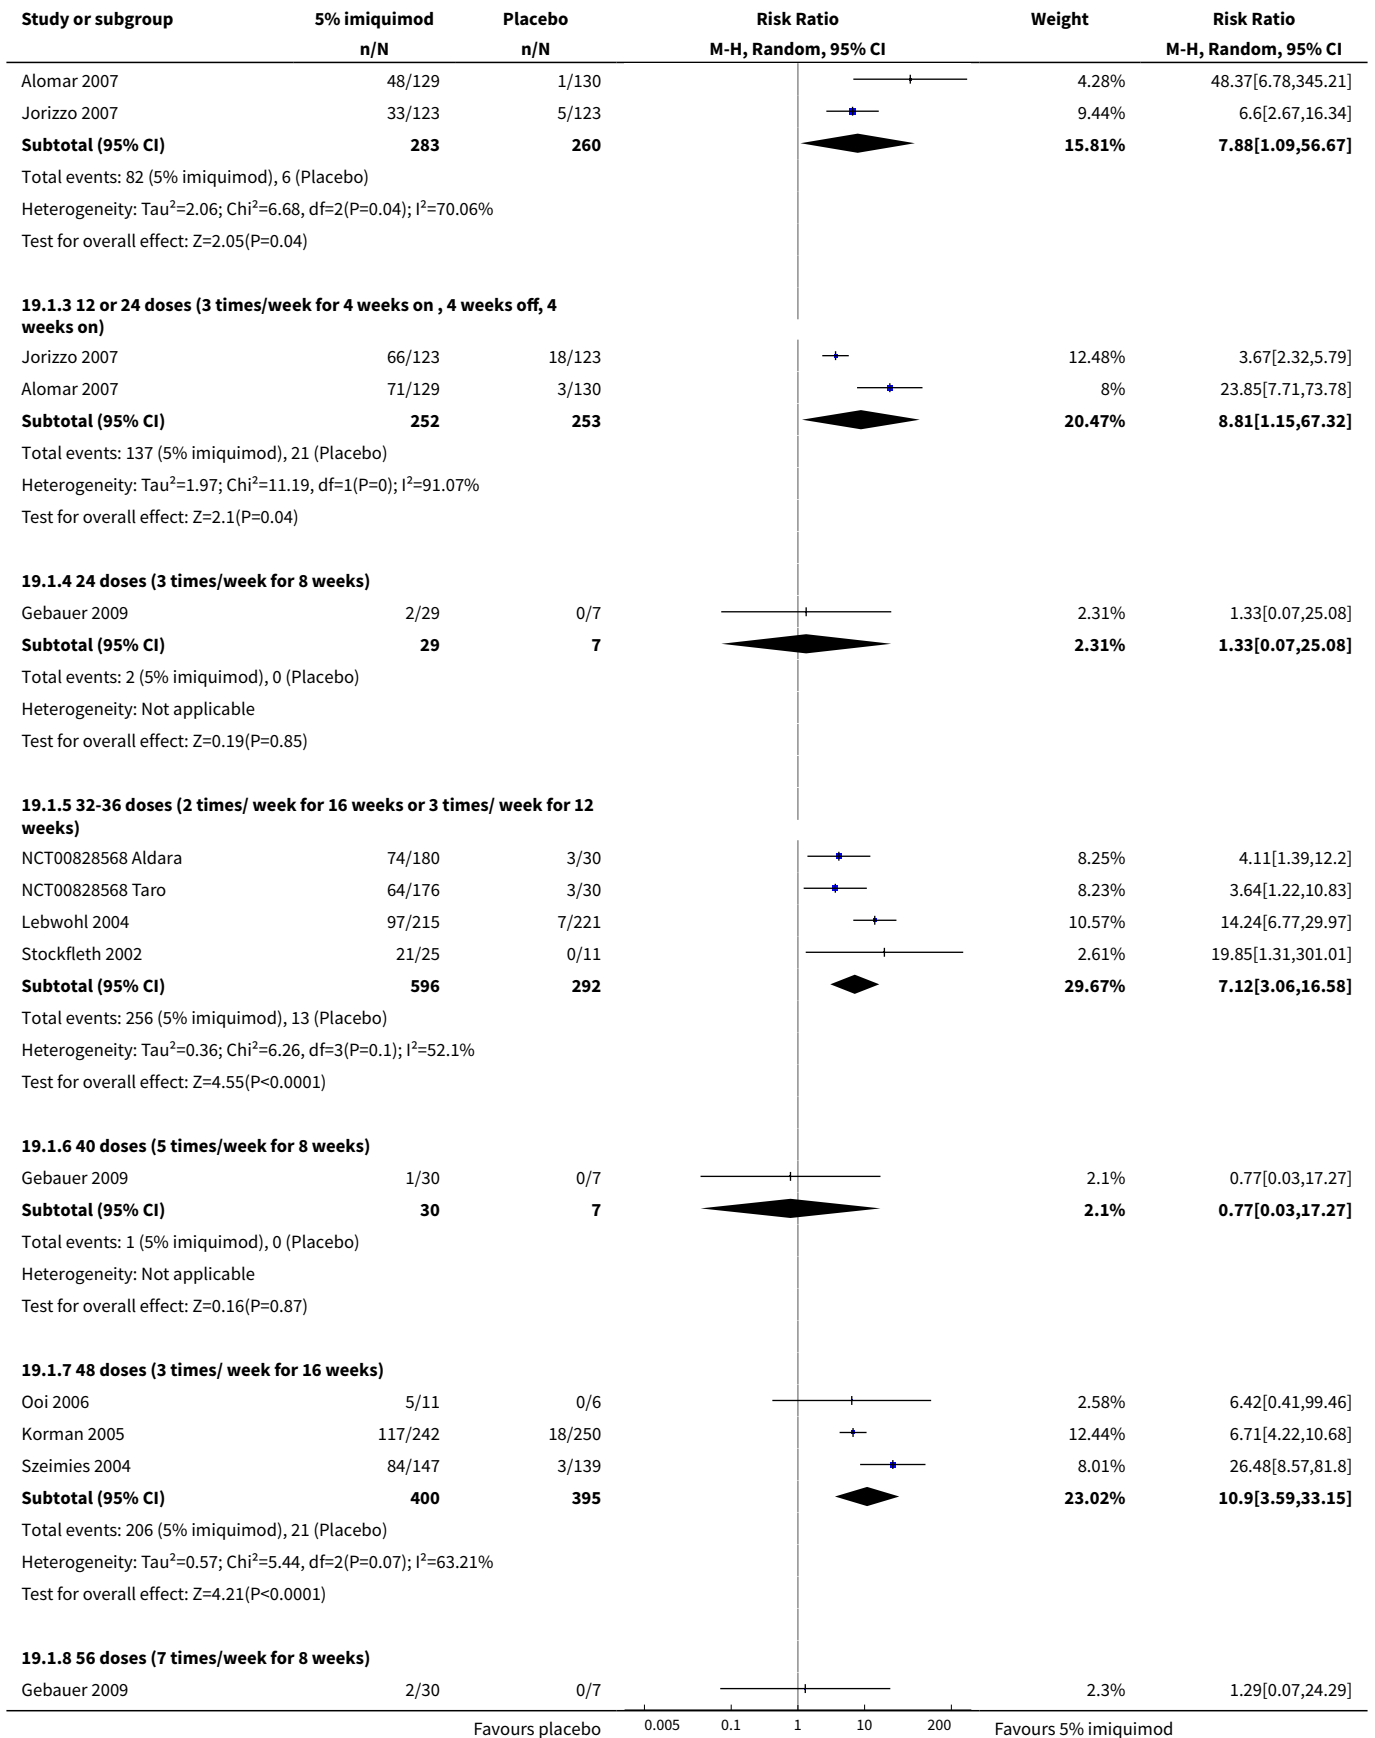 Study or subgroup 5% imiquimod Placebo Risk Ratio Weight Risk Ratio
n/N n/N M-H, Random, 95% CI M-H, Random, 95% CI
Alomar 2007 48/129 1/130 4.28% 48.37[6.78,345.21]
Jorizzo 2007 33/123 5/123 9.44% 6.6[2.67,16.34]
Subtotal (95% CI) 283 260 15.81% 7.88[1.09,56.67]
Total events: 82 (5% imiquimod), 6 (Placebo)
Heterogeneity: Tau²=2.06; Chi²=6.68, df=2(P=0.04); I²=70.06%
Test for overall effect: Z=2.05(P=0.04)
19.1.3 12 or 24 doses (3 times/week for 4 weeks on , 4 weeks off, 4
weeks on)
Jorizzo 2007 66/123 18/123 12.48% 3.67[2.32,5.79]
Alomar 2007 71/129 3/130 8% 23.85[7.71,73.78]
Subtotal (95% CI) 252 253 20.47% 8.81[1.15,67.32]
Total events: 137 (5% imiquimod), 21 (Placebo)
Heterogeneity: Tau²=1.97; Chi²=11.19, df=1(P=0); I²=91.07%
Test for overall effect: Z=2.1(P=0.04)
19.1.4 24 doses (3 times/week for 8 weeks)
Gebauer 2009 2/29 0/7 2.31% 1.33[0.07,25.08]
Subtotal (95% CI) 29 7 2.31% 1.33[0.07,25.08]
Total events: 2 (5% imiquimod), 0 (Placebo)
Heterogeneity: Not applicable
Test for overall effect: Z=0.19(P=0.85)
19.1.5 32-36 doses (2 times/ week for 16 weeks or 3 times/ week for 12
weeks)
NCT00828568 Aldara 74/180 3/30 8.25% 4.11[1.39,12.2]
NCT00828568 Taro 64/176 3/30 8.23% 3.64[1.22,10.83]
Lebwohl 2004 97/215 7/221 10.57% 14.24[6.77,29.97]
Stockfleth 2002 21/25 0/11 2.61% 19.85[1.31,301.01]
Subtotal (95% CI) 596 292 29.67% 7.12[3.06,16.58]
Total events: 256 (5% imiquimod), 13 (Placebo)
Heterogeneity: Tau²=0.36; Chi²=6.26, df=3(P=0.1); I²=52.1%
Test for overall effect: Z=4.55(P<0.0001)
19.1.6 40 doses (5 times/week for 8 weeks)
Gebauer 2009 1/30 0/7 2.1% 0.77[0.03,17.27]
Subtotal (95% CI) 30 7 2.1% 0.77[0.03,17.27]
Total events: 1 (5% imiquimod), 0 (Placebo)
Heterogeneity: Not applicable
Test for overall effect: Z=0.16(P=0.87)
19.1.7 48 doses (3 times/ week for 16 weeks)
Ooi 2006 5/11 0/6 2.58% 6.42[0.41,99.46]
Korman 2005 117/242 18/250 12.44% 6.71[4.22,10.68]
Szeimies 2004 84/147 3/139 8.01% 26.48[8.57,81.8]
Subtotal (95% CI) 400 395 23.02% 10.9[3.59,33.15]
Total events: 206 (5% imiquimod), 21 (Placebo)
Heterogeneity: Tau²=0.57; Chi²=5.44, df=2(P=0.07); I²=63.21%
Test for overall effect: Z=4.21(P<0.0001)
19.1.8 56 doses (7 times/week for 8 weeks)
Gebauer 2009 2/30 0/7 2.3% 1.29[0.07,24.29]
Favours placebo 0.005 0.1 1 10 200 Favours 5% imiquimod